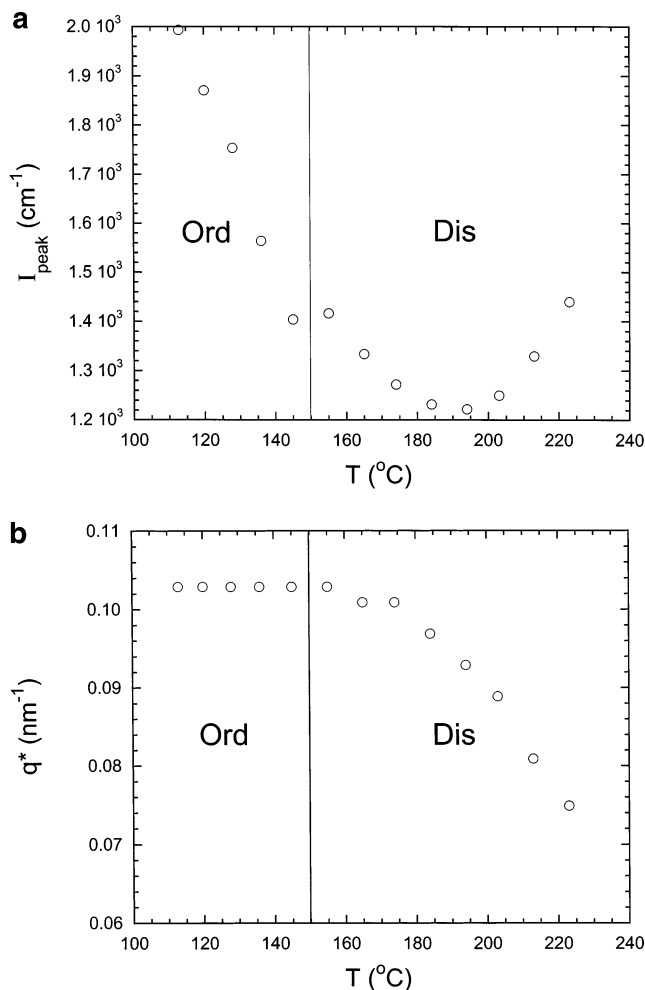 a
2.0 10³
1.9 10³
1.8 10³
1.7 10³
1.6 10³
1.5 10³
1.4 10³
1.3 10³
1.2 10³
I_peak (cm⁻¹)
Ord
Dis
100 120 140 160 180 200 220 240
T (°C)
b
0.11
0.10
0.09
0.08
0.07
0.06
q* (nm⁻¹)
Ord
Dis
100 120 140 160 180 200 220 240
T (°C)